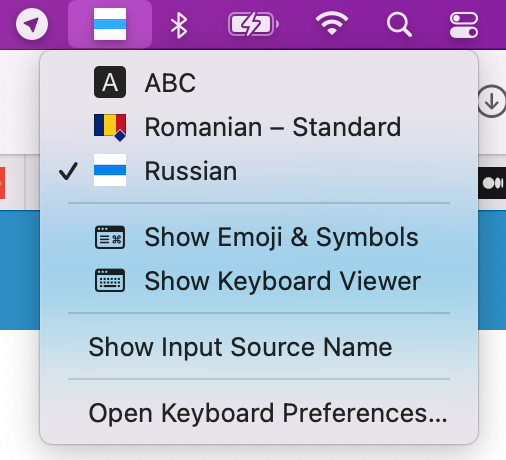 A ABC
Romanian – Standard
Russian
Show Emoji & Symbols
Show Keyboard Viewer
Show Input Source Name
Open Keyboard Preferences...